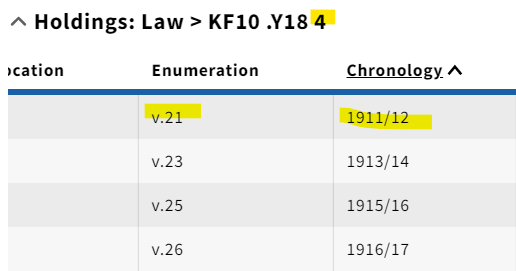 Holdings: Law > KF10 .Y18 4
ocation Enumeration Chronology
v.21 1911/12
v.23 1913/14
v.25 1915/16
v.26 1916/17